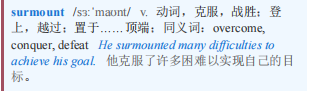 surmount /sɜːˈmaʊnt/ v. 动词，克服，战胜；登
上，越过；置于……顶端；同义词：overcome,
conquer, defeat He surmounted many difficulties to
achieve his goal. 他克服了许多困难以实现自己的目
标。